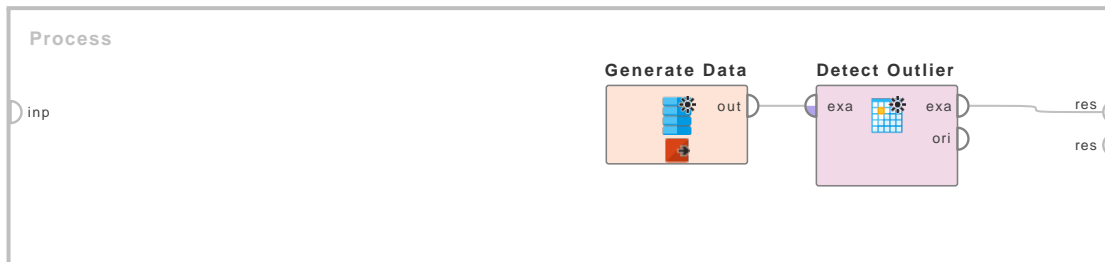 Process
Generate Data
Detect Outlier
inp
out
exa
exa
res
ori
res